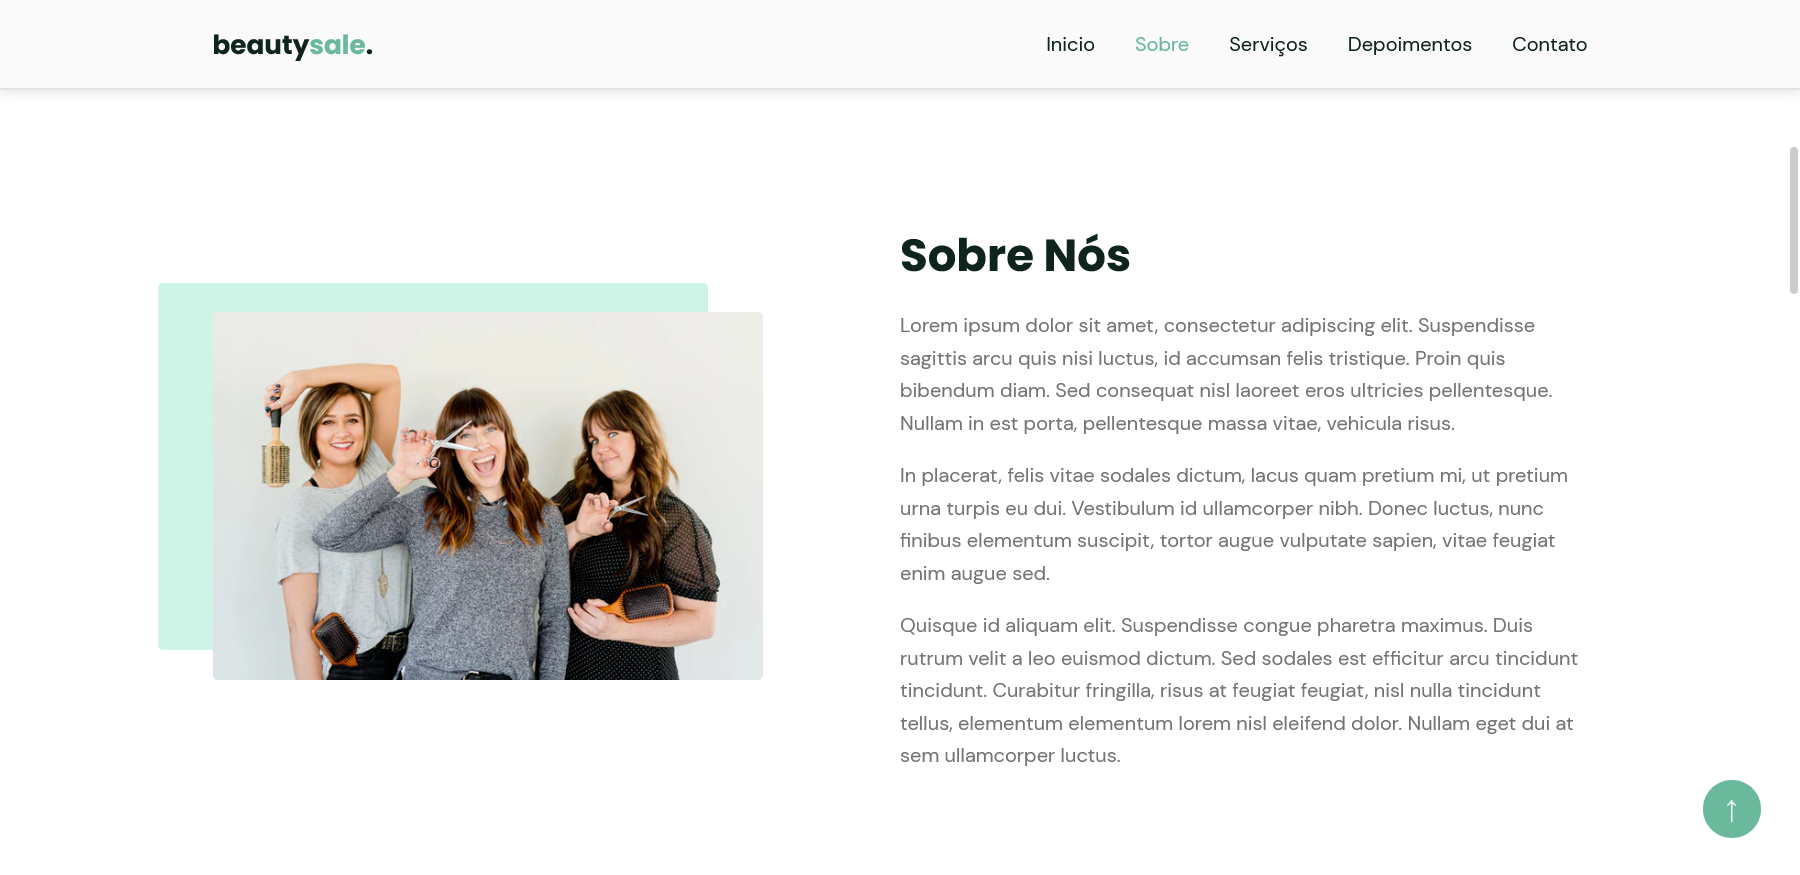 beautysale.
Inicio
Sobre
Serviços
Depoimentos
Contato
Sobre Nós
Lorem ipsum dolor sit amet, consectetur adipiscing elit. Suspendisse
sagittis arcu quis nisi luctus, id accumsan felis tristique. Proin quis
bibendum diam. Sed consequat nisl laoreet eros ultricies pellentesque.
Nullam in est porta, pellentesque massa vitae, vehicula risus.
In placerat, felis vitae sodales dictum, lacus quam pretium mi, ut pretium
urna turpis eu dui. Vestibulum id ullamcorper nibh. Donec luctus, nunc
finibus elementum suscipit, tortor augue vulputate sapien, vitae feugiat
enim augue sed.
Quisque id aliquam elit. Suspendisse congue pharetra maximus. Duis
rutrum velit a leo euismod dictum. Sed sodales est efficitur arcu tincidunt
tincidunt. Curabitur fringilla, risus at feugiat feugiat, nisl nulla tincidunt
tellus, elementum elementum lorem nisl eleifend dolor. Nullam eget dui at
sem ullamcorper luctus.